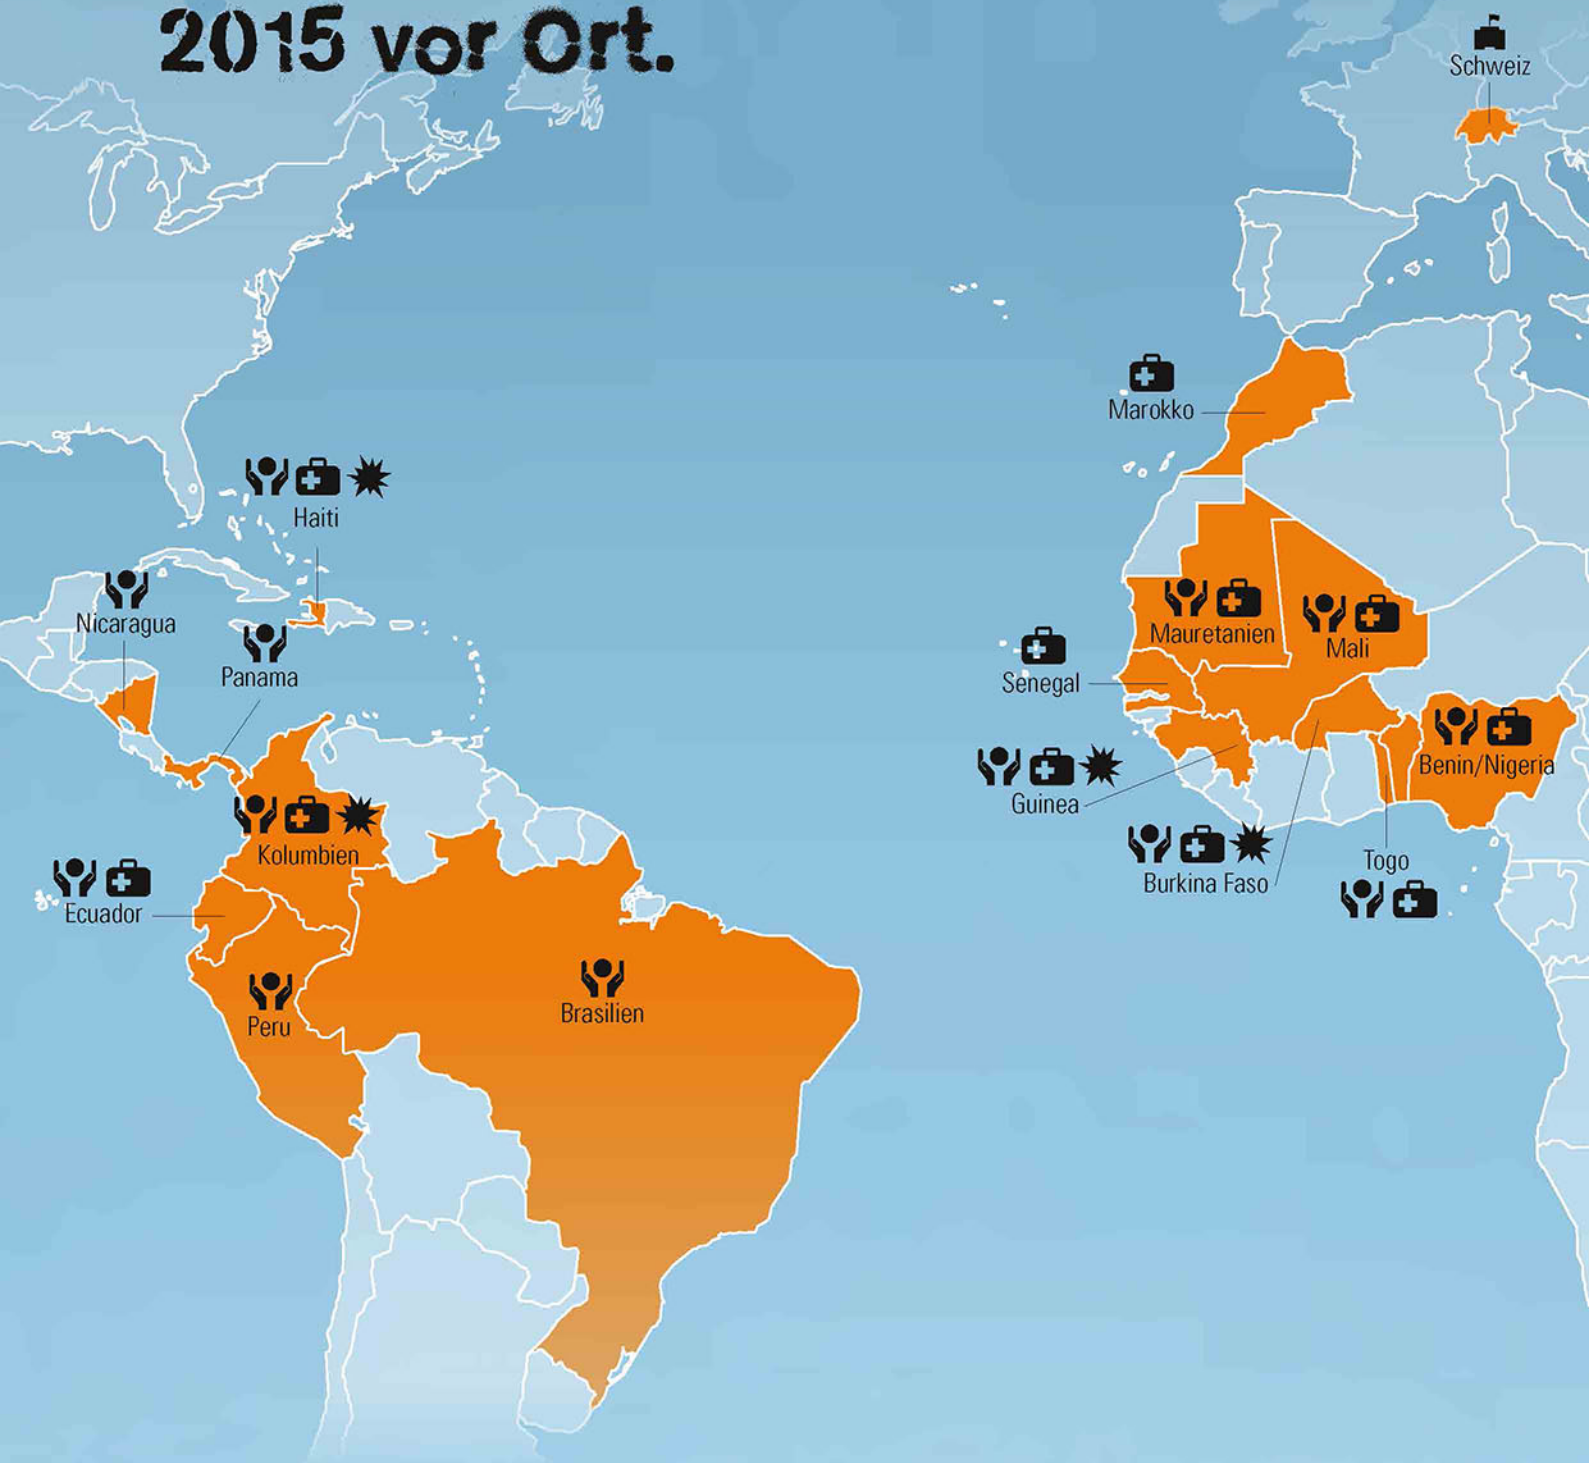 2015 vor Ort.
Schweiz
Marokko
Haiti
Nicaragua
Mauretanien
Mali
Panama
Senegal
Benin/Nigeria
Guinea
Kolumbien
Togo
Burkina Faso
Ecuador
Brasilien
Peru